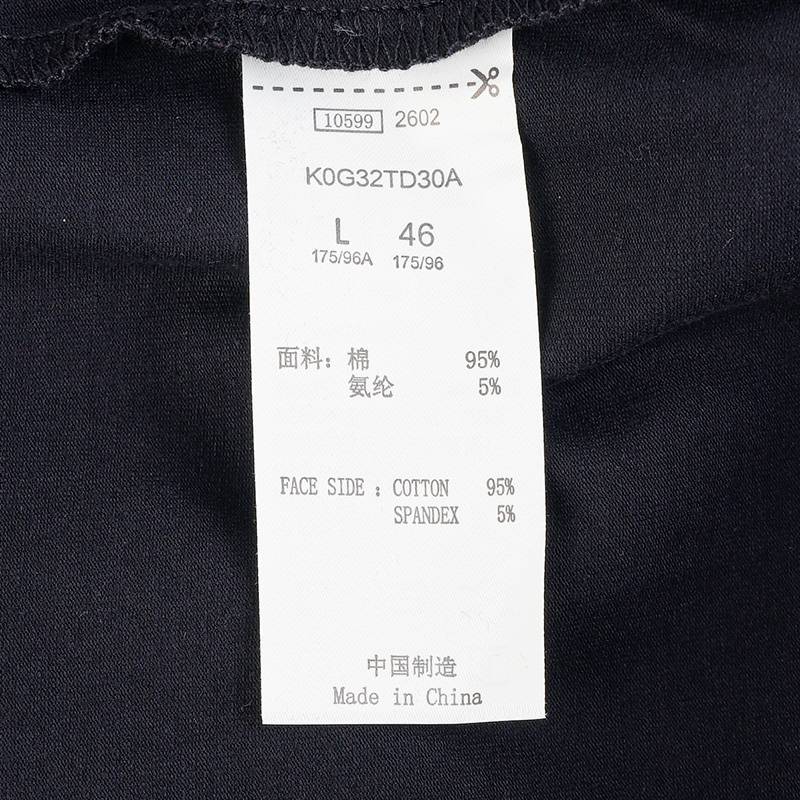 10599 2602
K0G32TD30A
L 46
175/96A 175/96
面料: 棉 95%
氨纶 5%
FACE SIDE : COTTON 95%
SPANDEX 5%
中国制造
Made in China